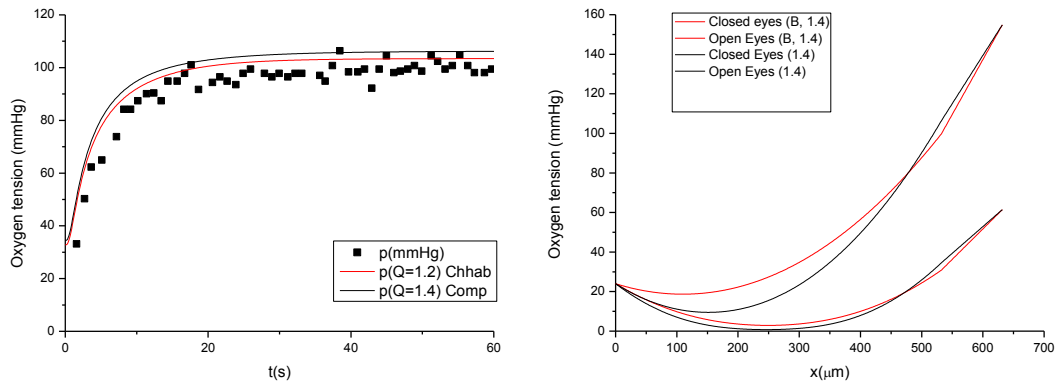 120
100
80
60
40
20
0
Oxygen tension (mmHg)
0 20 40 60
t(s)
p(mmHg)
p(Q=1.2) Chhab
p(Q=1.4) Comp
160
140
120
100
80
60
40
20
0
Oxygen tension (mmHg)
0 100 200 300 400 500 600 700
x(μm)
Closed eyes (B, 1.4)
Open Eyes (B, 1.4)
Closed Eyes (1.4)
Open Eyes (1.4)